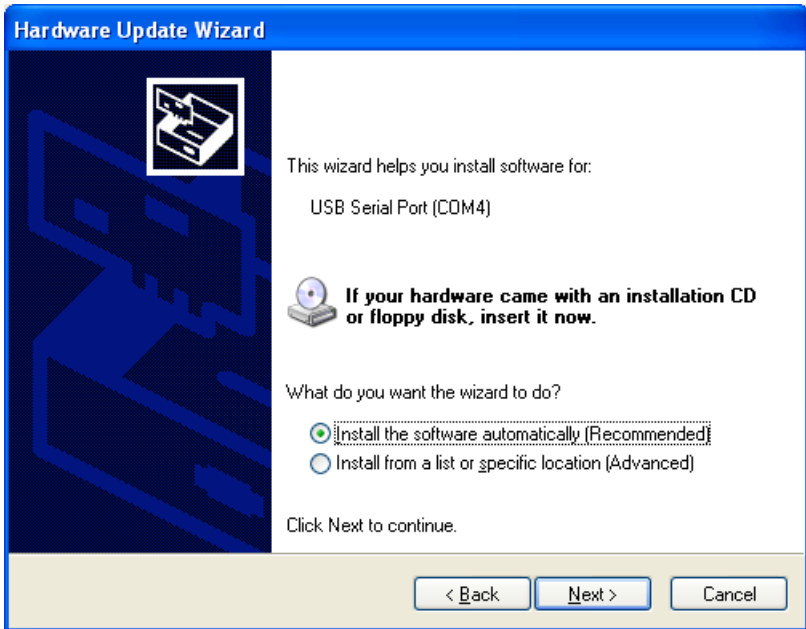 Hardware Update Wizard
This wizard helps you install software for:
USB Serial Port (COM4)
If your hardware came with an installation CD
or floppy disk, insert it now.
What do you want the wizard to do?
Install the software automatically (Recommended)
Install from a list or specific location (Advanced)
Click Next to continue.
< Back Next > Cancel